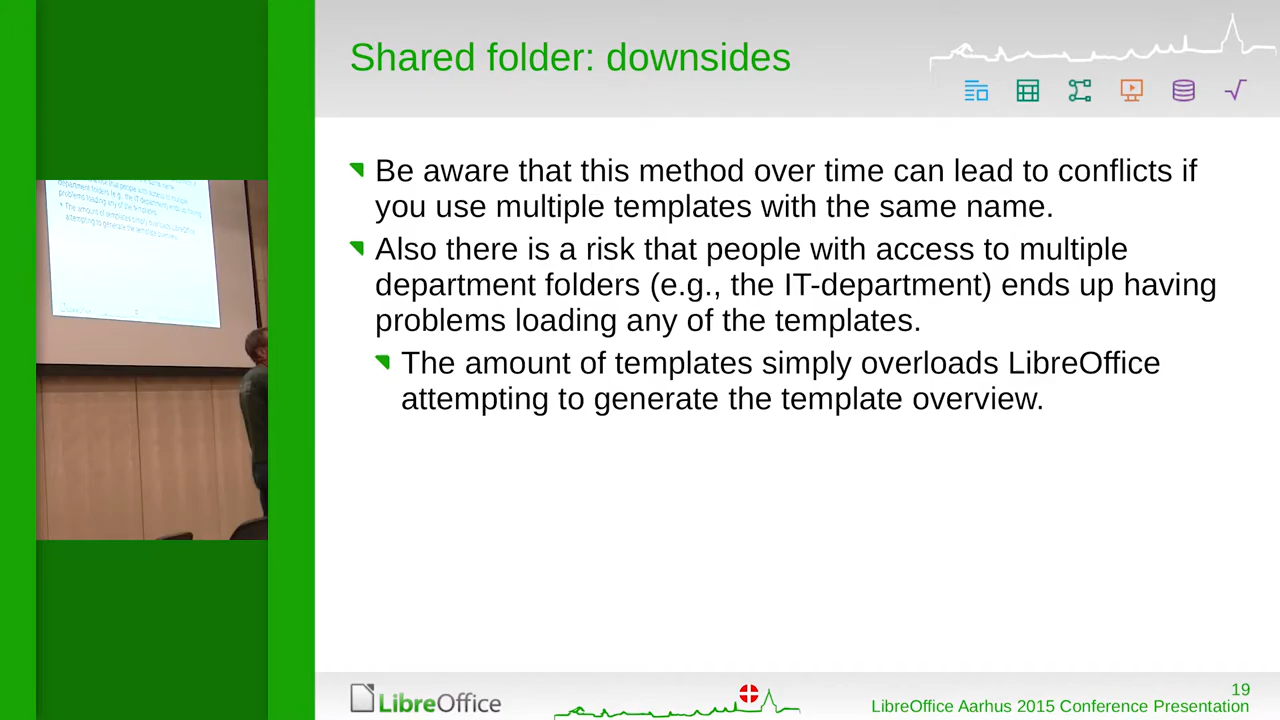 Shared folder: downsides
Be aware that this method over time can lead to conflicts if
you use multiple templates with the same name.
Also there is a risk that people with access to multiple
department folders (e.g., the IT-department) ends up having
problems loading any of the templates.
The amount of templates simply overloads LibreOffice
attempting to generate the template overview.
LibreOffice
19
LibreOffice Aarhus 2015 Conference Presentation